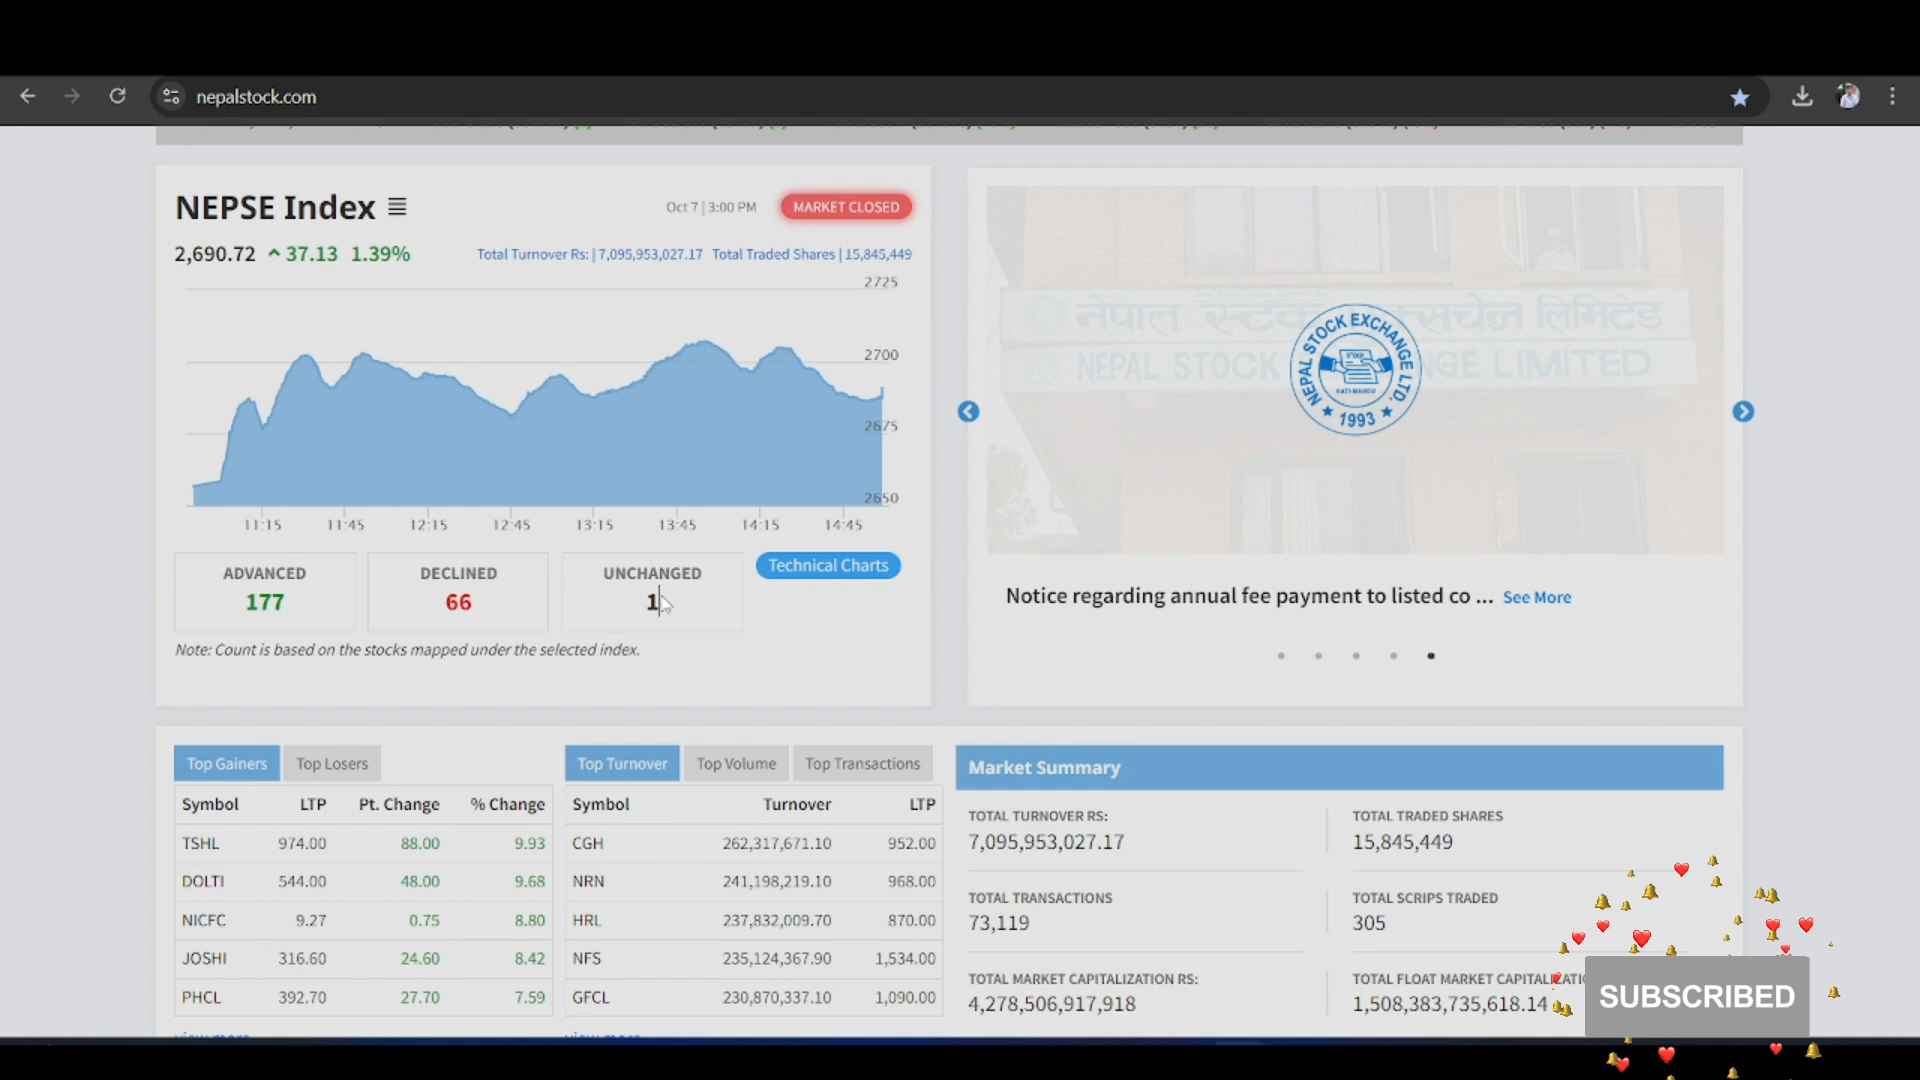 nepalstock.com
NEPSE Index
Oct 7 | 3:00 PM
MARKET CLOSED
2,690.72 37.13 1.39%
Total Turnover Rs: | 7,095,953,027.17 Total Traded Shares | 15,845,449
2725
2700
2675
2650
11:15 11:45 12:15 12:45 13:15 13:45 14:15 14:45
ADVANCED
177
DECLINED
66
UNCHANGED
1
Technical Charts
Note: Count is based on the stocks mapped under the selected index.
NEPAL STOCK EXCHANGE LTD.
1993
नेपाल
लिमिटेड
NEPAL STOCK
LIMITED
Notice regarding annual fee payment to listed co ... See More
Top Gainers Top Losers
Symbol LTP Pt. Change % Change
TSHL 974.00 88.00 9.93
DOLTI 544.00 48.00 9.68
NICFC 9.27 0.75 8.80
JOSHI 316.60 24.60 8.42
PHCL 392.70 27.70 7.59
Top Turnover Top Volume Top Transactions
Symbol Turnover LTP
CGH 262,317,671.10 952.00
NRN 241,198,219.10 968.00
HRL 237,832,009.70 870.00
NFS 235,124,367.90 1,534.00
GFCL 230,870,337.10 1,090.00
Market Summary
TOTAL TURNOVER RS:
7,095,953,027.17
TOTAL TRADED SHARES
15,845,449
TOTAL TRANSACTIONS
73,119
TOTAL SCRIPS TRADED
305
TOTAL MARKET CAPITALIZATION RS:
4,278,506,917,918
TOTAL FLOAT MARKET
1,508,383,735,618.14
SUBSCRIBED